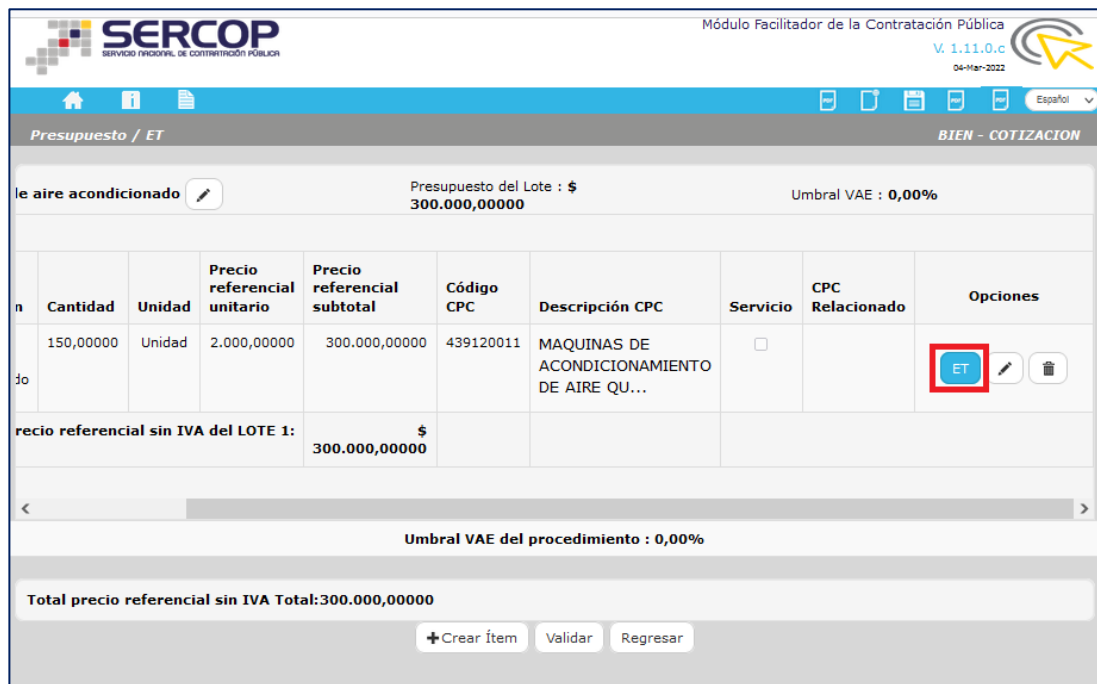 SERCOP
SERVICIO NACIONAL DE CONTRATACIÓN PÚBLICA
Módulo Facilitador de la Contratación Pública
V. 1.11.0.c
04-Mar-2022
PDF
PDF
PDF
Español
Presupuesto / ET
BIEN - COTIZACION
le aire acondicionado
Presupuesto del Lote : $
300.000,00000
Umbral VAE : 0,00%
n
Cantidad
Unidad
Precio
referencial
unitario
Precio
referencial
subtotal
Código
CPC
Descripción CPC
Servicio
CPC
Relacionado
Opciones
do
150,00000
Unidad
2.000,00000
300.000,00000
439120011
MAQUINAS DE
ACONDICIONAMIENTO
DE AIRE QU...
ET
recio referencial sin IVA del LOTE 1:
$
300.000,00000
Umbral VAE del procedimiento : 0,00%
Total precio referencial sin IVA Total:300.000,00000
+Crear Ítem
Validar
Regresar